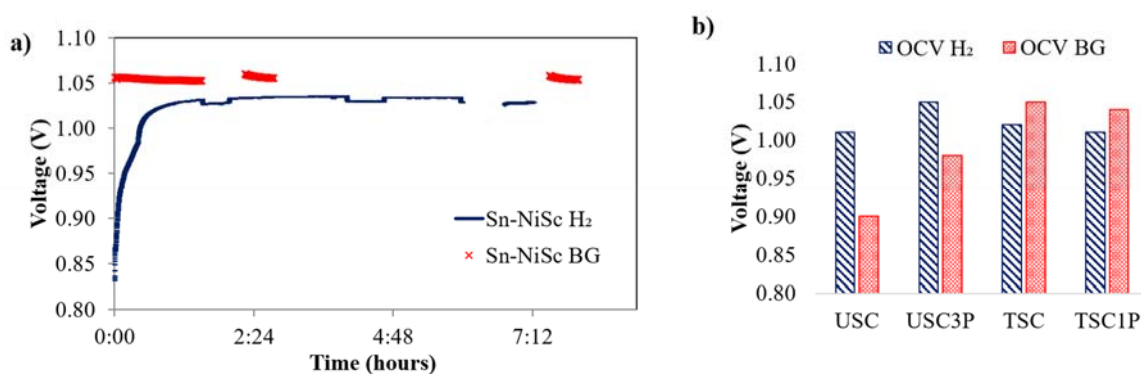 a)
Voltage (V)
1.10
1.05
1.00
0.95
0.90
0.85
0.80
Sn-NiSc H₂
Sn-NiSc BG
0:00 2:24 4:48 7:12
Time (hours)
b)
OCV H₂ OCV BG
Voltage (V)
1.10
1.05
1.00
0.95
0.90
0.85
0.80
USC USC3P TSC TSC1P